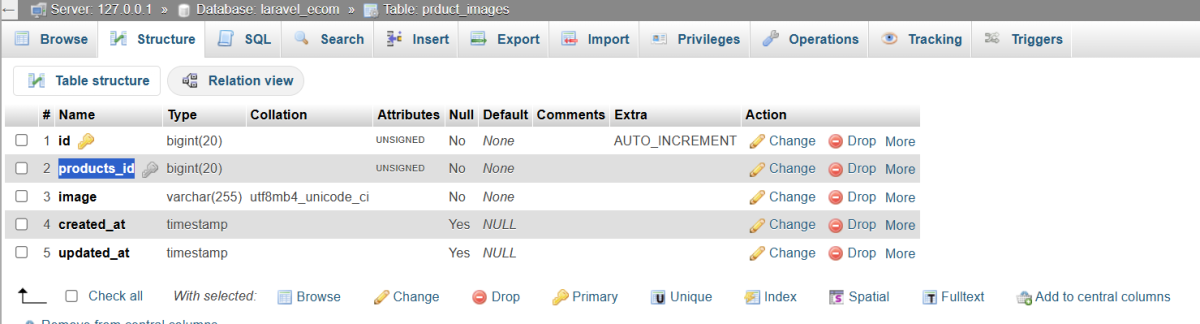 Server: 127.0.0.1 » Database: laravel_ecom » Table: prduct_images
Browse Structure SQL Search Insert Export Import Privileges Operations Tracking Triggers
Table structure Relation view
# Name Type Collation Attributes Null Default Comments Extra Action
1 id bigint(20) UNSIGNED No None AUTO_INCREMENT Change Drop More
2 products_id bigint(20) UNSIGNED No None Change Drop More
3 image varchar(255) utf8mb4_unicode_ci No None Change Drop More
4 created_at timestamp Yes NULL Change Drop More
5 updated_at timestamp Yes NULL Change Drop More
Check all With selected: Browse Change Drop Primary Unique Index Spatial Fulltext Add to central columns
Remove from central columns